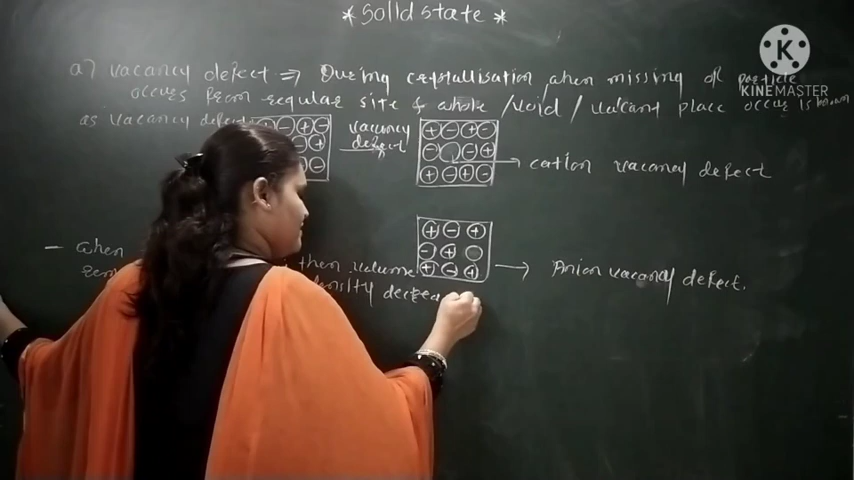 * Solid state *
a) vacancy defect ⇒ During crystallisation when missing of particle
occurs from regular site & a hole / void / vacant place occur is known
as vacancy defect
vacancy
defect
+ - + -
- - +
+ - + -
→ cation vacancy defect
+ - +
- +
+ - +
→ Anion vacancy defect.
- when then volume
density decrea
K
KINEMASTER